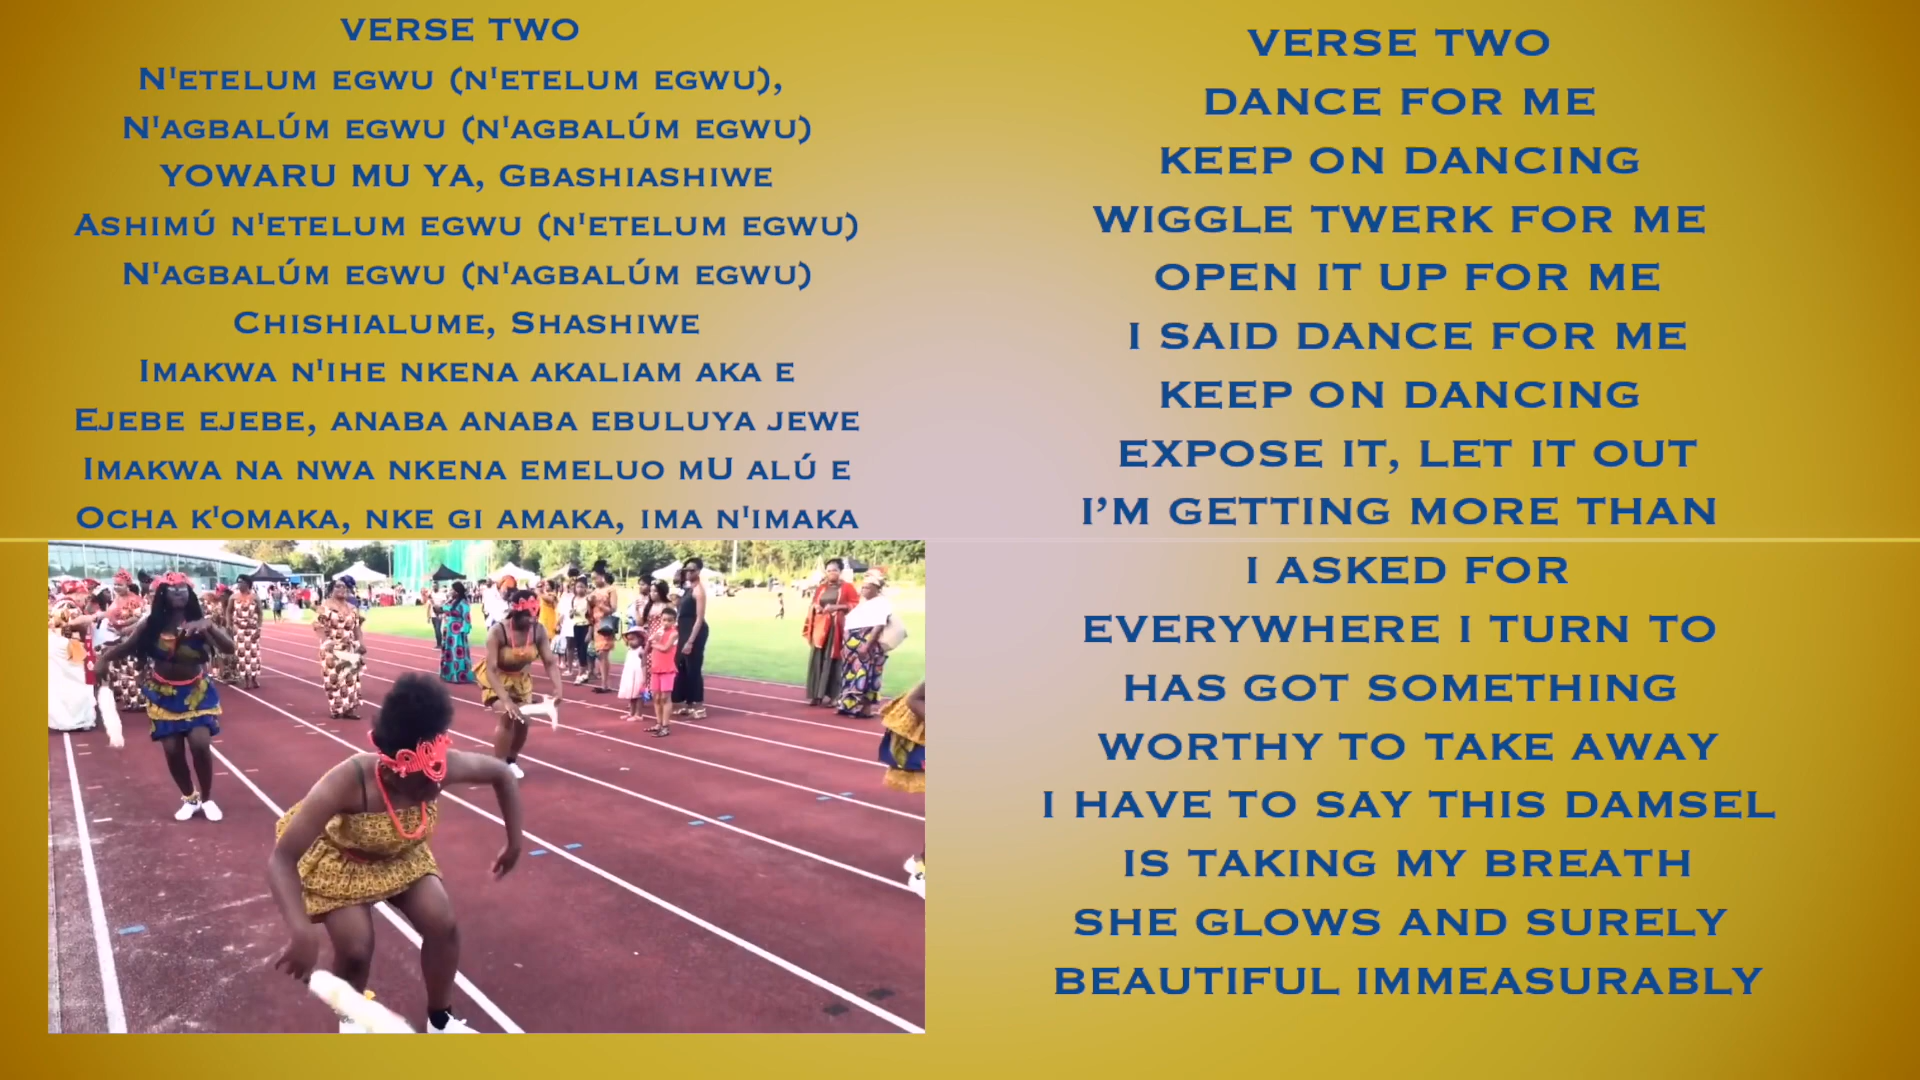 VERSE TWO
N'ETELUM EGWU (N'ETELUM EGWU),
N'AGBALÚM EGWU (N'AGBALÚM EGWU)
YOWARU MU YA, GBASHIASHIWE
ASHIMÚ N'ETELUM EGWU (N'ETELUM EGWU)
N'AGBALÚM EGWU (N'AGBALÚM EGWU)
CHISHIALUME, SHASHIWE
IMAKWA N'IHE NKENA AKALIAM AKA E
EJEBE EJEBE, ANABA ANABA EBULUYA JEWE
IMAKWA NA NWA NKENA EMELUO MU ALÚ E
OCHA K'OMAKA, NKE GI AMAKA, IMA N'IMAKA
VERSE TWO
DANCE FOR ME
KEEP ON DANCING
WIGGLE TWERK FOR ME
OPEN IT UP FOR ME
I SAID DANCE FOR ME
KEEP ON DANCING
EXPOSE IT, LET IT OUT
I'M GETTING MORE THAN
I ASKED FOR
EVERYWHERE I TURN TO
HAS GOT SOMETHING
WORTHY TO TAKE AWAY
I HAVE TO SAY THIS DAMSEL
IS TAKING MY BREATH
SHE GLOWS AND SURELY
BEAUTIFUL IMMEASURABLY